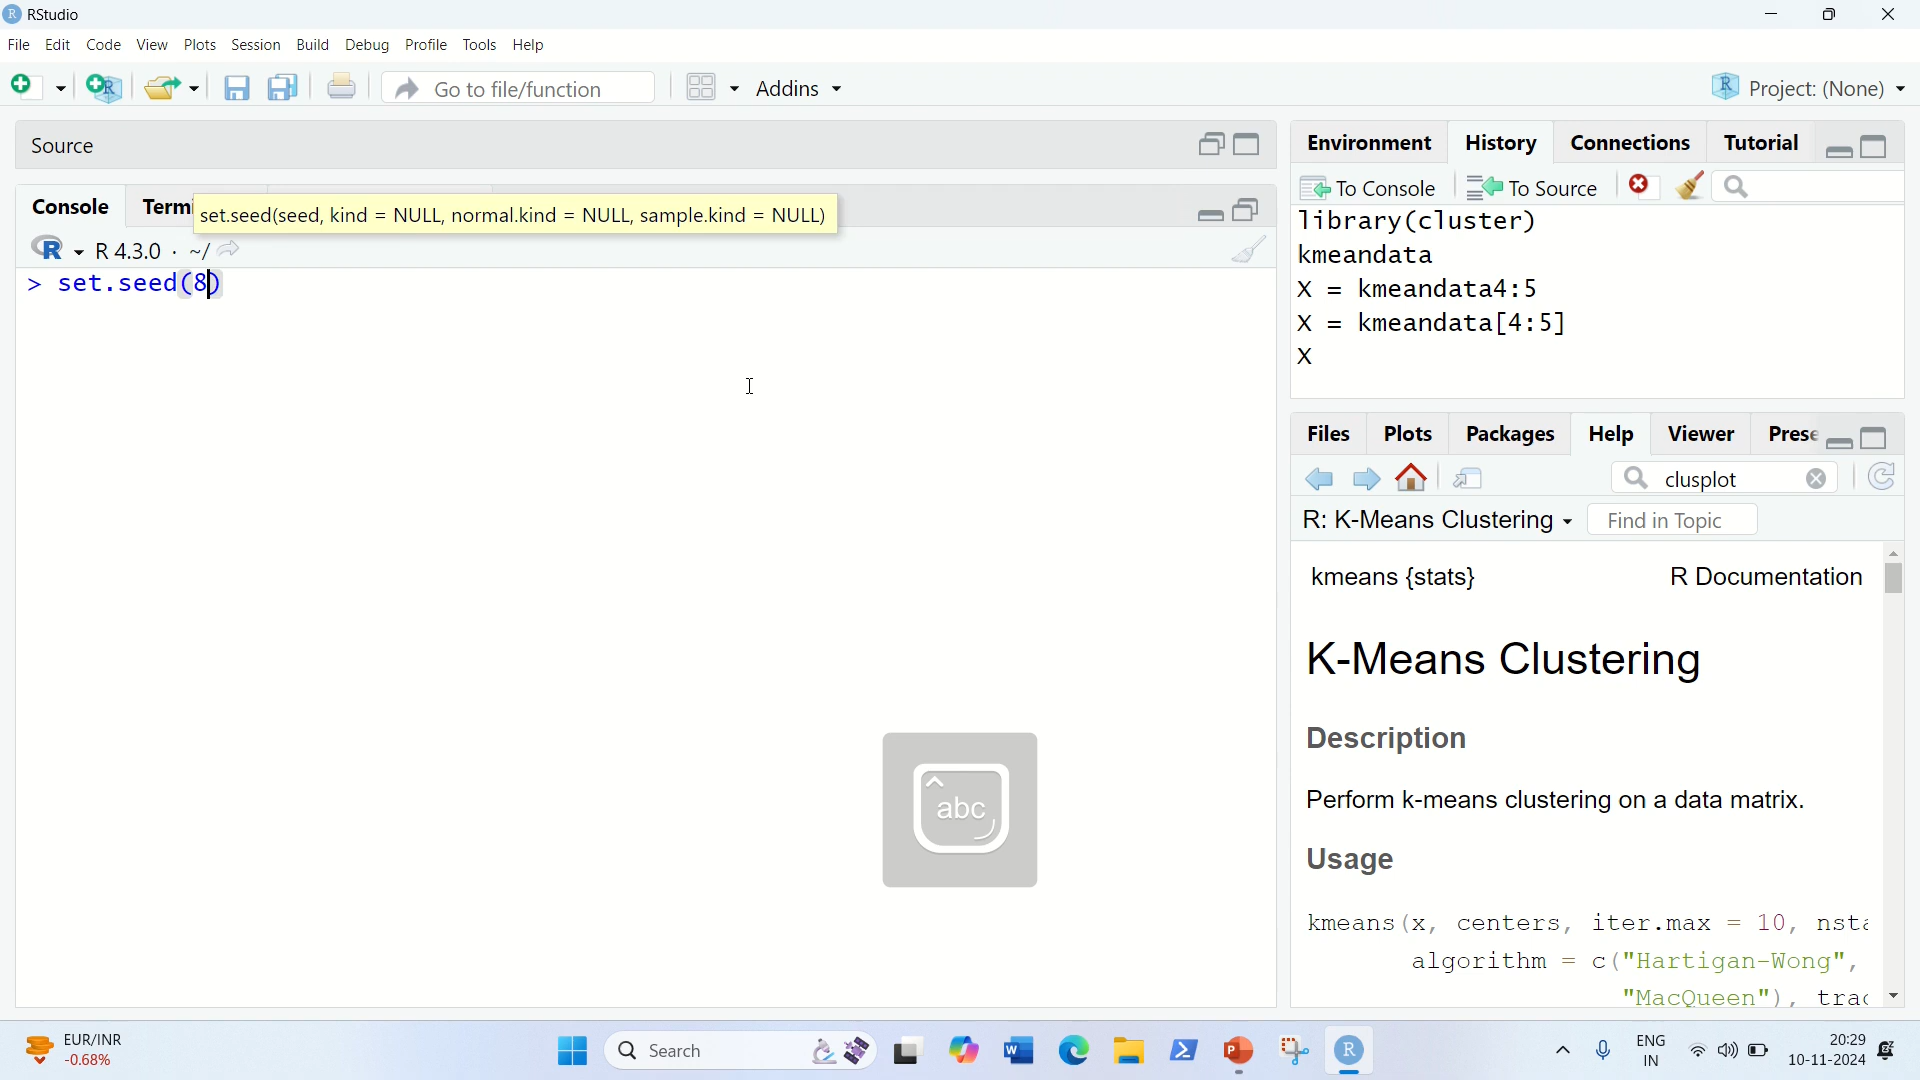 RStudio
File Edit Code View Plots Session Build Debug Profile Tools Help
Go to file/function Addins Project: (None)
Source
Environment History Connections Tutorial
To Console To Source
Console Termi
set.seed(seed, kind = NULL, normal.kind = NULL, sample.kind = NULL)
R 4.3.0 · ~/
> set.seed(8)
library(cluster)
kmeandata
X = kmeandata4:5
X = kmeandata[4:5]
X
Files Plots Packages Help Viewer Prese
clusplot
R: K-Means Clustering Find in Topic
kmeans {stats} R Documentation
K-Means Clustering
Description
Perform k-means clustering on a data matrix.
Usage
kmeans(x, centers, iter.max = 10, nsta
algorithm = c("Hartigan-Wong",
"MacQueen"), trac
abc
EUR/INR
-0.68%
Search
ENG
IN
20:29
10-11-2024